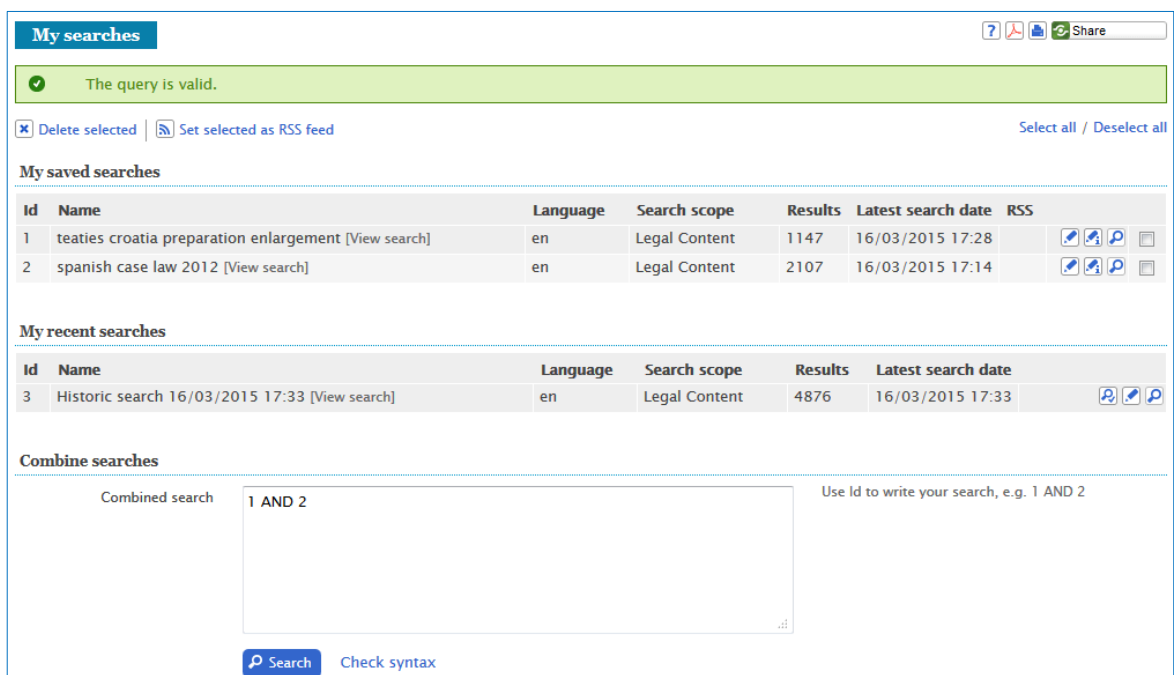 My searches
? Share
The query is valid.
Delete selected | Set selected as RSS feed Select all / Deselect all
My saved searches
Id Name Language Search scope Results Latest search date RSS
1 teaties croatia preparation enlargement [View search] en Legal Content 1147 16/03/2015 17:28
2 spanish case law 2012 [View search] en Legal Content 2107 16/03/2015 17:14
My recent searches
Id Name Language Search scope Results Latest search date
3 Historic search 16/03/2015 17:33 [View search] en Legal Content 4876 16/03/2015 17:33
Combine searches
Combined search 1 AND 2 Use Id to write your search, e.g. 1 AND 2
Search Check syntax